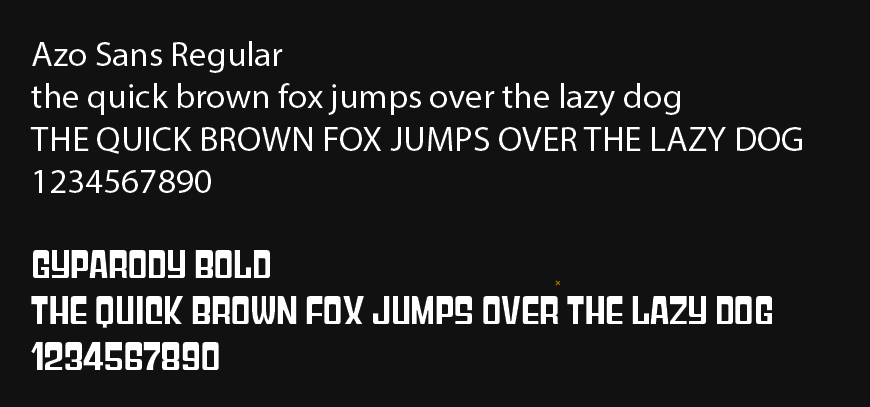 Azo Sans Regular
the quick brown fox jumps over the lazy dog
THE QUICK BROWN FOX JUMPS OVER THE LAZY DOG
1234567890
GYPARODY BOLD
THE QUICK BROWN FOX JUMPS OVER THE LAZY DOG
1234567890